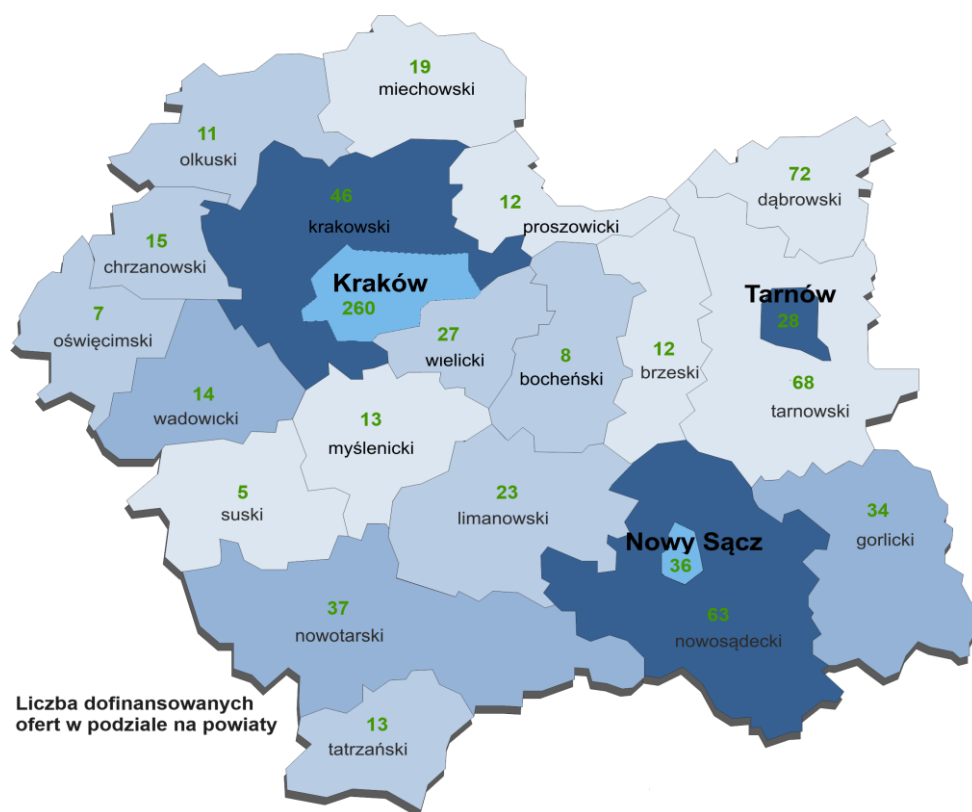 19
miechowski
11
olkuski
72
dąbrowski
46
krakowski
12
proszowicki
15
chrzanowski
Kraków
260
Tarnów
28
7
oświęcimski
27
wielicki
8
bocheński
12
brzeski
14
wadowicki
68
tarnowski
13
myślenicki
5
suski
23
limanowski
34
gorlicki
Nowy Sącz
36
37
nowotarski
63
nowosądecki
Liczba dofinansowanych
ofert w podziale na powiaty
13
tatrzański